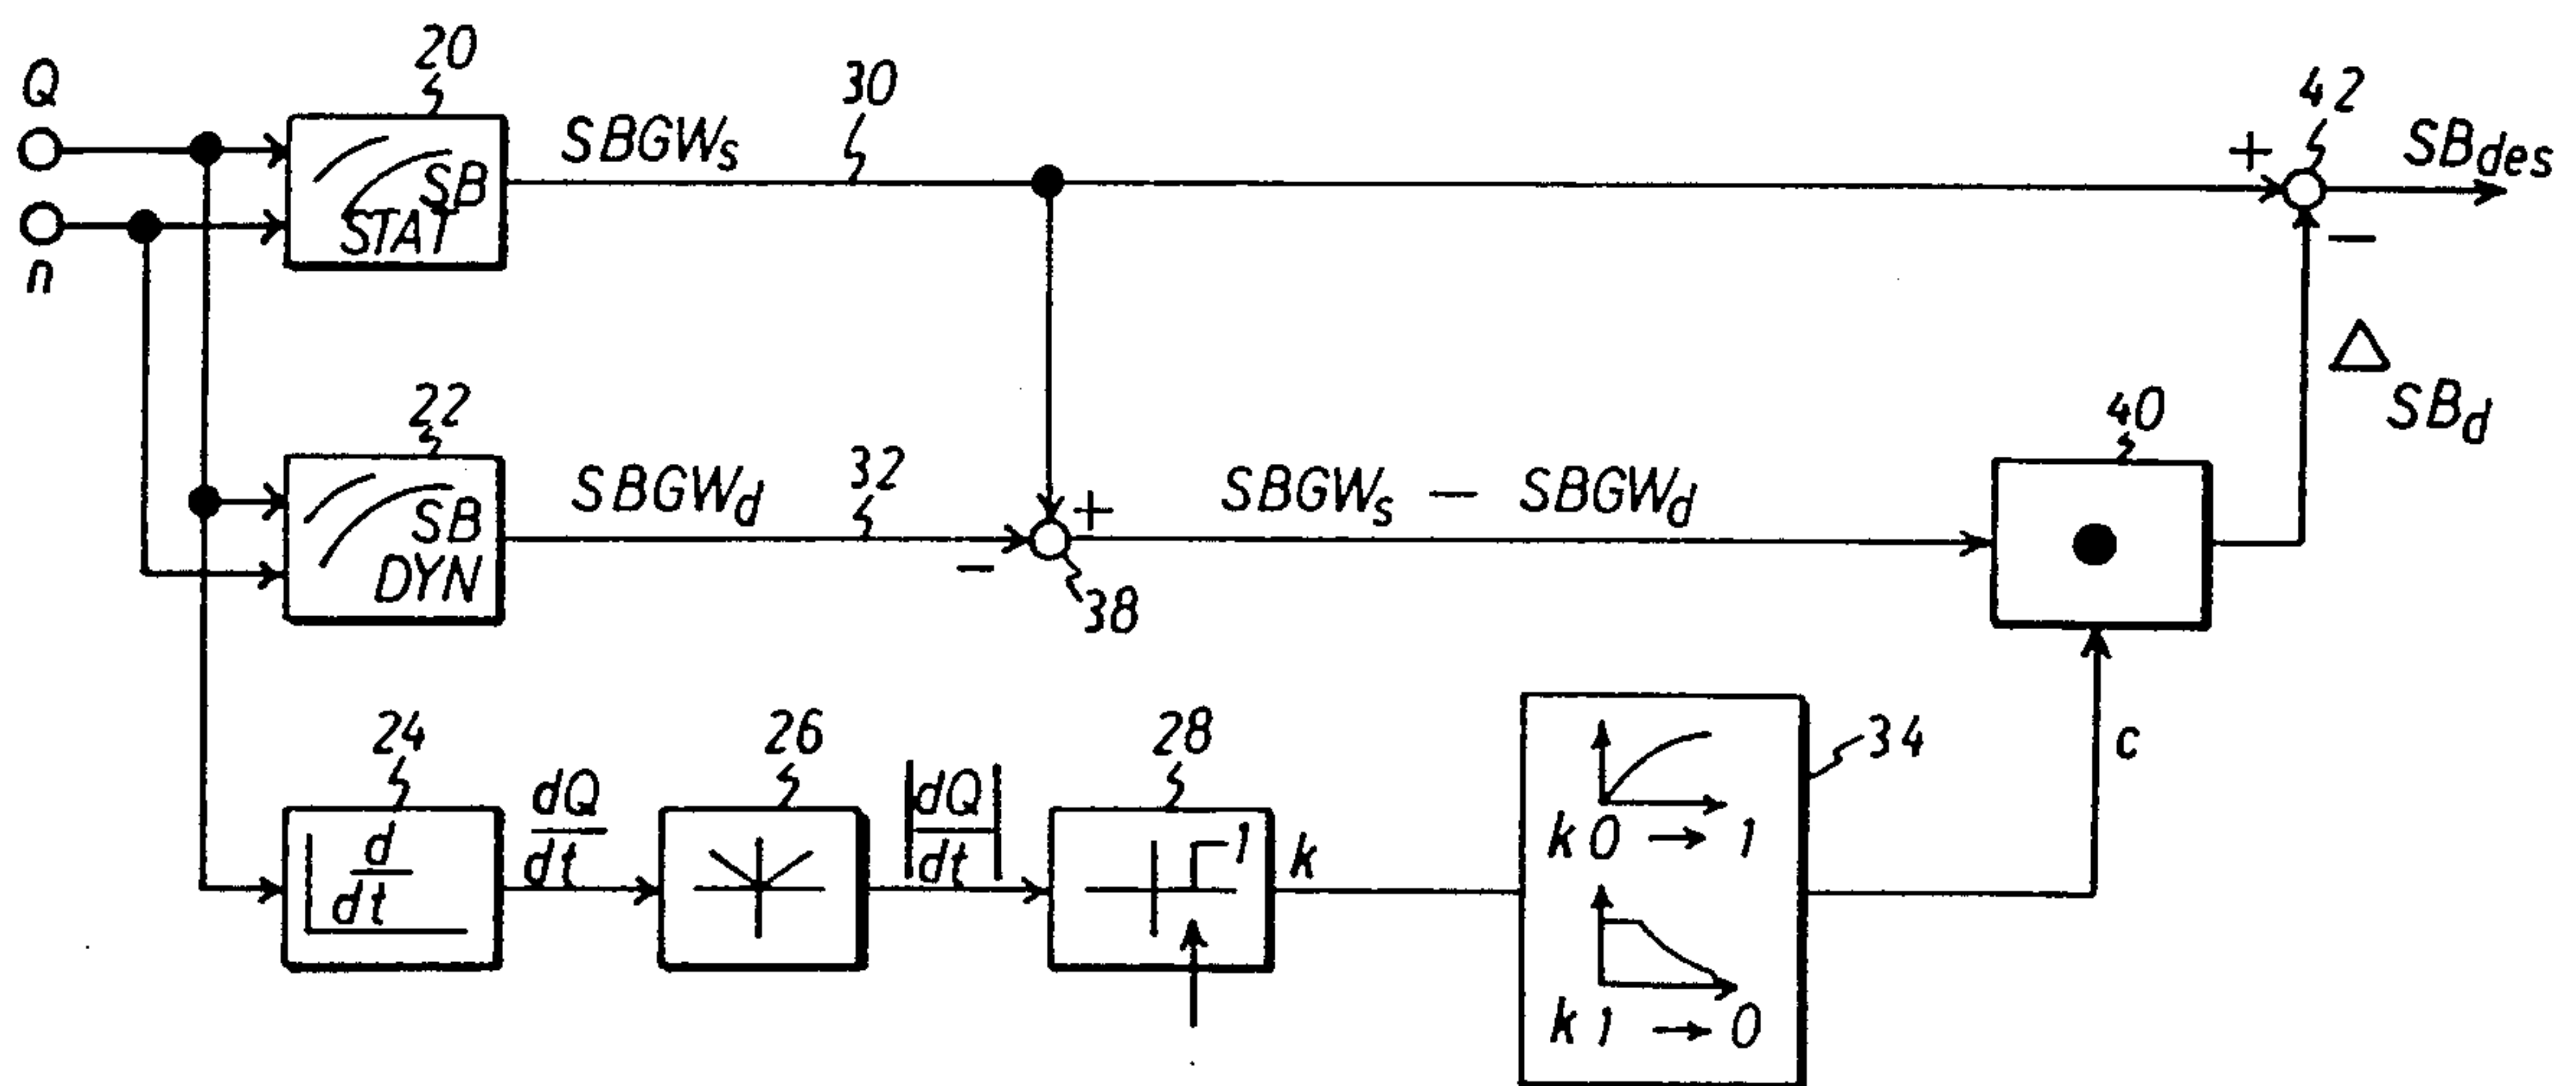 Q
n
20
SB
STAT
SBGWs
30
42
+
−
SBdes
22
SB
DYN
SBGWd
32
+
−
38
SBGWs − SBGWd
40
Δ
SBd
24
d
dt
dQ
dt
26
|dQ
dt|
28
1
k
34
k 0 → 1
k 1 → 0
c